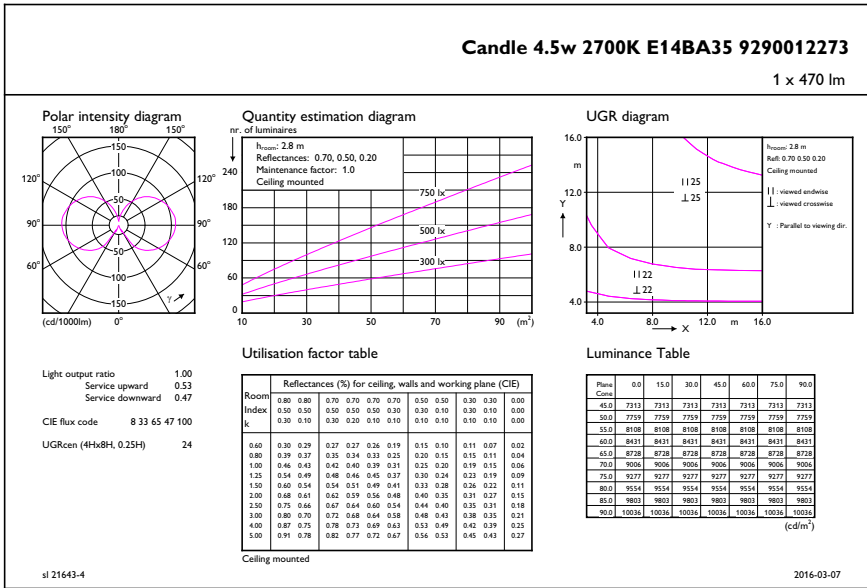 Candle 4.5w 2700K E14BA35 9290012273
1 x 470 lm
Polar intensity diagram
150° 180° 150°
120° 120°
90° 90°
60° 60°
150
100
50
50
100
150
γ
(cd/1000lm) 0°
Light output ratio 1.00
Service upward 0.53
Service downward 0.47
CIE flux code 8 33 65 47 100
UGRcen (4Hx8H, 0.25H) 24
Quantity estimation diagram
nr. of luminaires
hroom: 2.8 m
Reflectances: 0.70, 0.50, 0.20
Maintenance factor: 1.0
Ceiling mounted
240
180
120
60
0
750 lx
500 lx
300 lx
10 30 50 70 90 (m²)
UGR diagram
16.0
m
12.0
Y
8.0
4.0
||25
⊥25
||22
⊥22
4.0 8.0 12.0 m 16.0
X
hroom: 2.8 m
Refl: 0.70 0.50 0.20
Ceiling mounted
|| : viewed endwise
⊥ : viewed crosswise
Y : Parallel to viewing dir.
Utilisation factor table
Room Index k
Reflectances (%) for ceiling, walls and working plane (CIE)
0.80 0.80 0.70 0.70 0.70 0.70 0.50 0.50 0.30 0.30 0.00
0.50 0.50 0.50 0.50 0.50 0.30 0.30 0.10 0.30 0.10 0.00
0.30 0.10 0.30 0.20 0.10 0.10 0.10 0.10 0.10 0.10 0.00
0.60 0.30 0.29 0.27 0.27 0.26 0.19 0.15 0.10 0.11 0.07 0.02
0.80 0.39 0.37 0.35 0.34 0.33 0.25 0.20 0.15 0.15 0.11 0.04
1.00 0.46 0.43 0.42 0.40 0.39 0.31 0.25 0.20 0.19 0.15 0.06
1.25 0.54 0.49 0.48 0.46 0.45 0.37 0.30 0.24 0.23 0.19 0.09
1.50 0.60 0.54 0.54 0.51 0.49 0.41 0.33 0.28 0.26 0.22 0.11
2.00 0.68 0.61 0.62 0.59 0.56 0.48 0.40 0.35 0.31 0.27 0.15
2.50 0.75 0.66 0.67 0.64 0.60 0.54 0.44 0.40 0.35 0.31 0.18
3.00 0.80 0.70 0.72 0.68 0.64 0.58 0.48 0.43 0.38 0.35 0.21
4.00 0.87 0.75 0.78 0.73 0.69 0.63 0.53 0.49 0.42 0.39 0.25
5.00 0.91 0.78 0.82 0.77 0.72 0.67 0.56 0.53 0.45 0.43 0.27
Ceiling mounted
Luminance Table
Plane Cone 0.0 15.0 30.0 45.0 60.0 75.0 90.0
45.0 7313 7313 7313 7313 7313 7313 7313
50.0 7759 7759 7759 7759 7759 7759 7759
55.0 8108 8108 8108 8108 8108 8108 8108
60.0 8431 8431 8431 8431 8431 8431 8431
65.0 8728 8728 8728 8728 8728 8728 8728
70.0 9006 9006 9006 9006 9006 9006 9006
75.0 9277 9277 9277 9277 9277 9277 9277
80.0 9554 9554 9554 9554 9554 9554 9554
85.0 9803 9803 9803 9803 9803 9803 9803
90.0 10036 10036 10036 10036 10036 10036 10036
(cd/m²)
sl 21643-4
2016-03-07